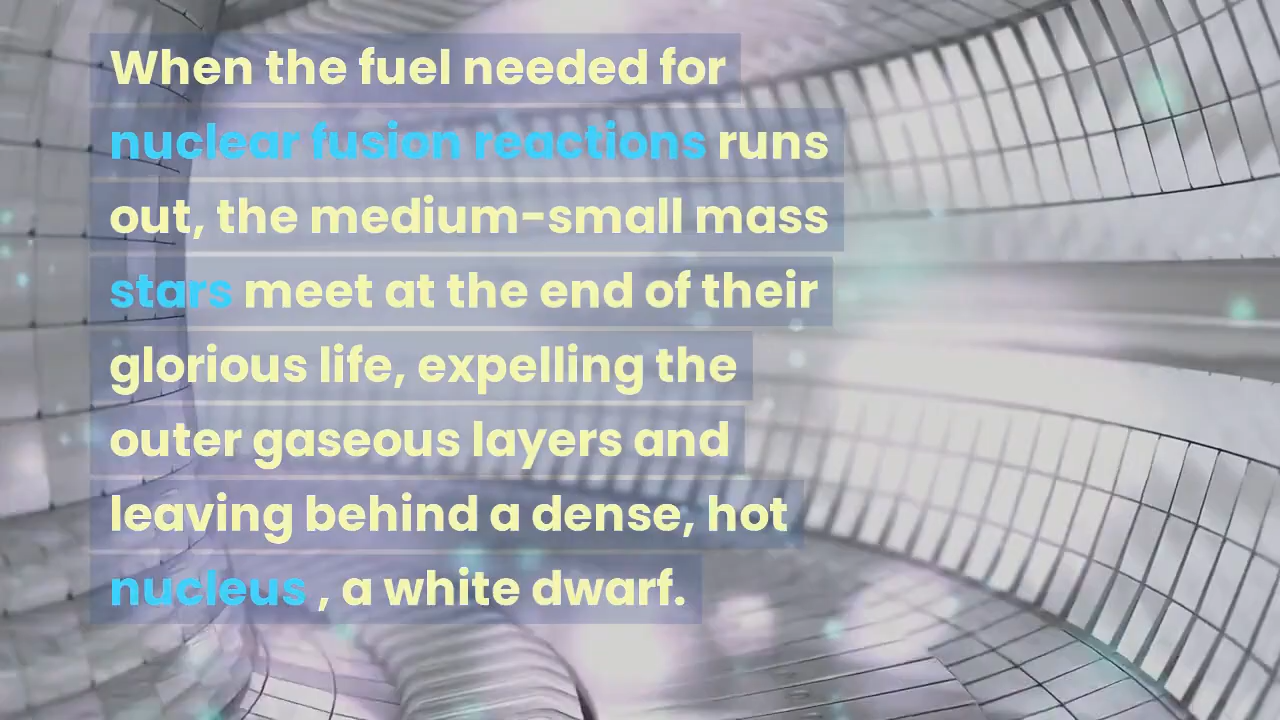 When the fuel needed for
nuclear fusion reactions runs
out, the medium-small mass
stars meet at the end of their
glorious life, expelling the
outer gaseous layers and
leaving behind a dense, hot
nucleus , a white dwarf.